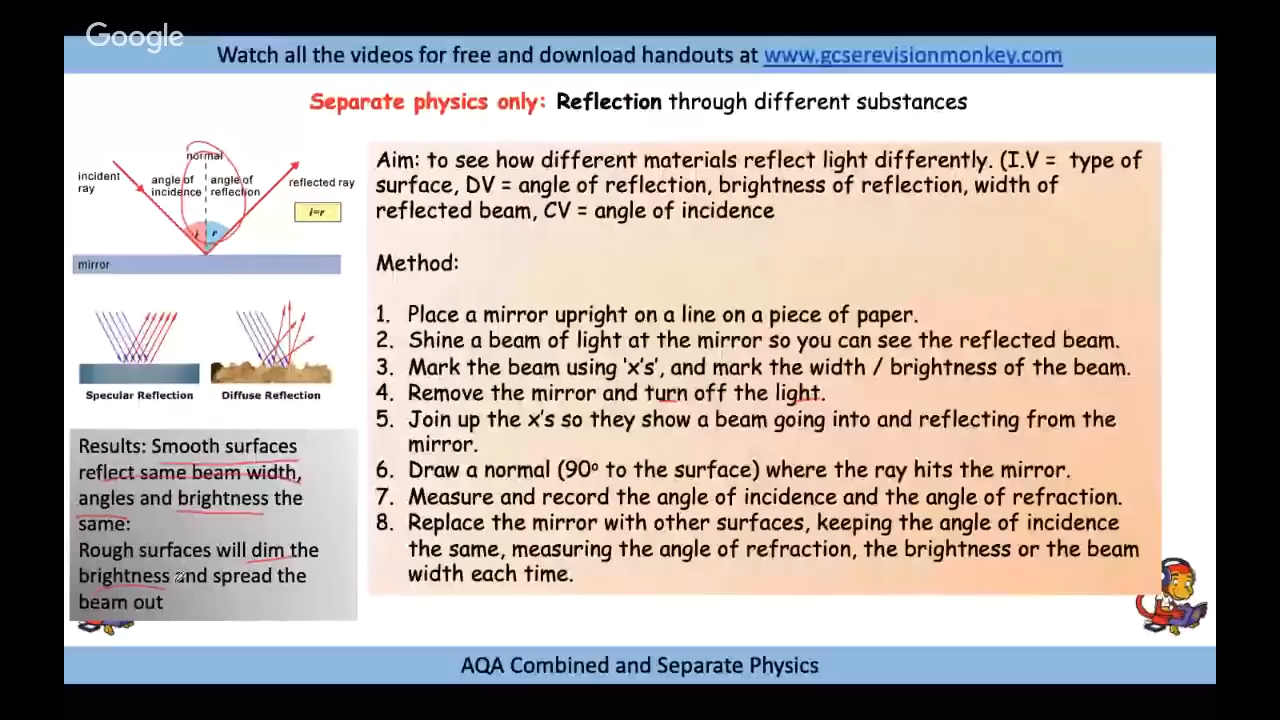 Google
Watch all the videos for free and download handouts at www.gcserevisionmonkey.com
Separate physics only: Reflection through different substances
normal
incident
ray
angle of
incidence
angle of
reflection
reflected ray
i=r
i
r
mirror
Specular Reflection
Diffuse Reflection
Results: Smooth surfaces
reflect same beam width,
angles and brightness the
same:
Rough surfaces will dim the
brightness and spread the
beam out
Aim: to see how different materials reflect light differently. (I.V = type of
surface, DV = angle of reflection, brightness of reflection, width of
reflected beam, CV = angle of incidence
Method:
1. Place a mirror upright on a line on a piece of paper.
2. Shine a beam of light at the mirror so you can see the reflected beam.
3. Mark the beam using 'x's', and mark the width / brightness of the beam.
4. Remove the mirror and turn off the light.
5. Join up the x's so they show a beam going into and reflecting from the
mirror.
6. Draw a normal (90º to the surface) where the ray hits the mirror.
7. Measure and record the angle of incidence and the angle of refraction.
8. Replace the mirror with other surfaces, keeping the angle of incidence
the same, measuring the angle of refraction, the brightness or the beam
width each time.
AQA Combined and Separate Physics